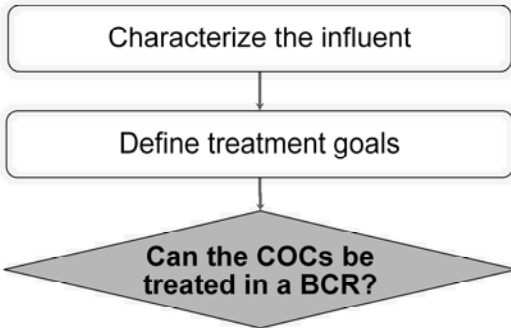 Characterize the influent
Define treatment goals
Can the COCs be
treated in a BCR?